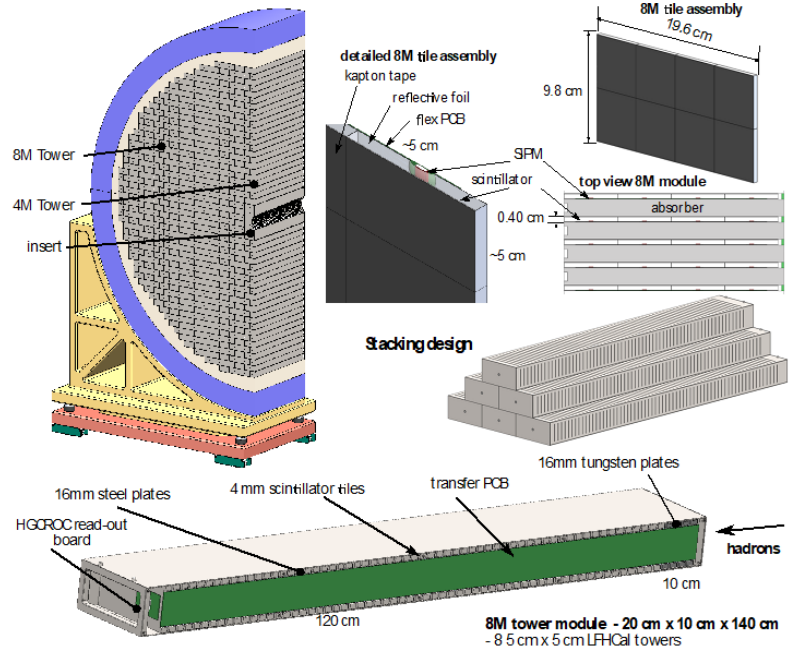 8M tile assembly
19.6 cm
9.8 cm
detailed 8M tile assembly
kapton tape
reflective foil
flex PCB
~5 cm
SIPM
scintillator
~5 cm
top view 8M module
absorber
0.40 cm
8M Tower
4M Tower
insert
Stacking design
16mm steel plates
4 mm scintillator tiles
transfer PCB
16mm tungsten plates
HGCROC read-out
board
hadrons
10 cm
120 cm
8M tower module - 20 cm x 10 cm x 140 cm
- 8 5 cm x 5 cm LFHCal towers